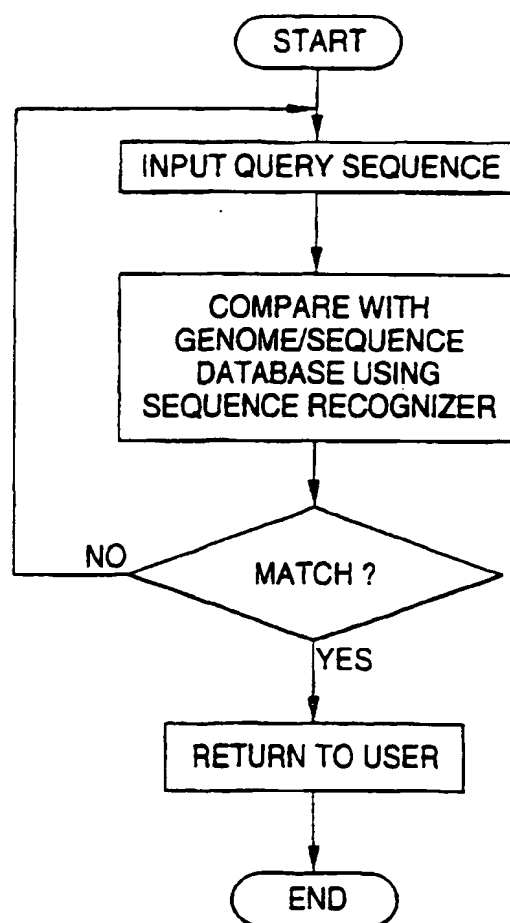 START
INPUT QUERY SEQUENCE
COMPARE WITH
GENOME/SEQUENCE
DATABASE USING
SEQUENCE RECOGNIZER
NO
MATCH ?
YES
RETURN TO USER
END